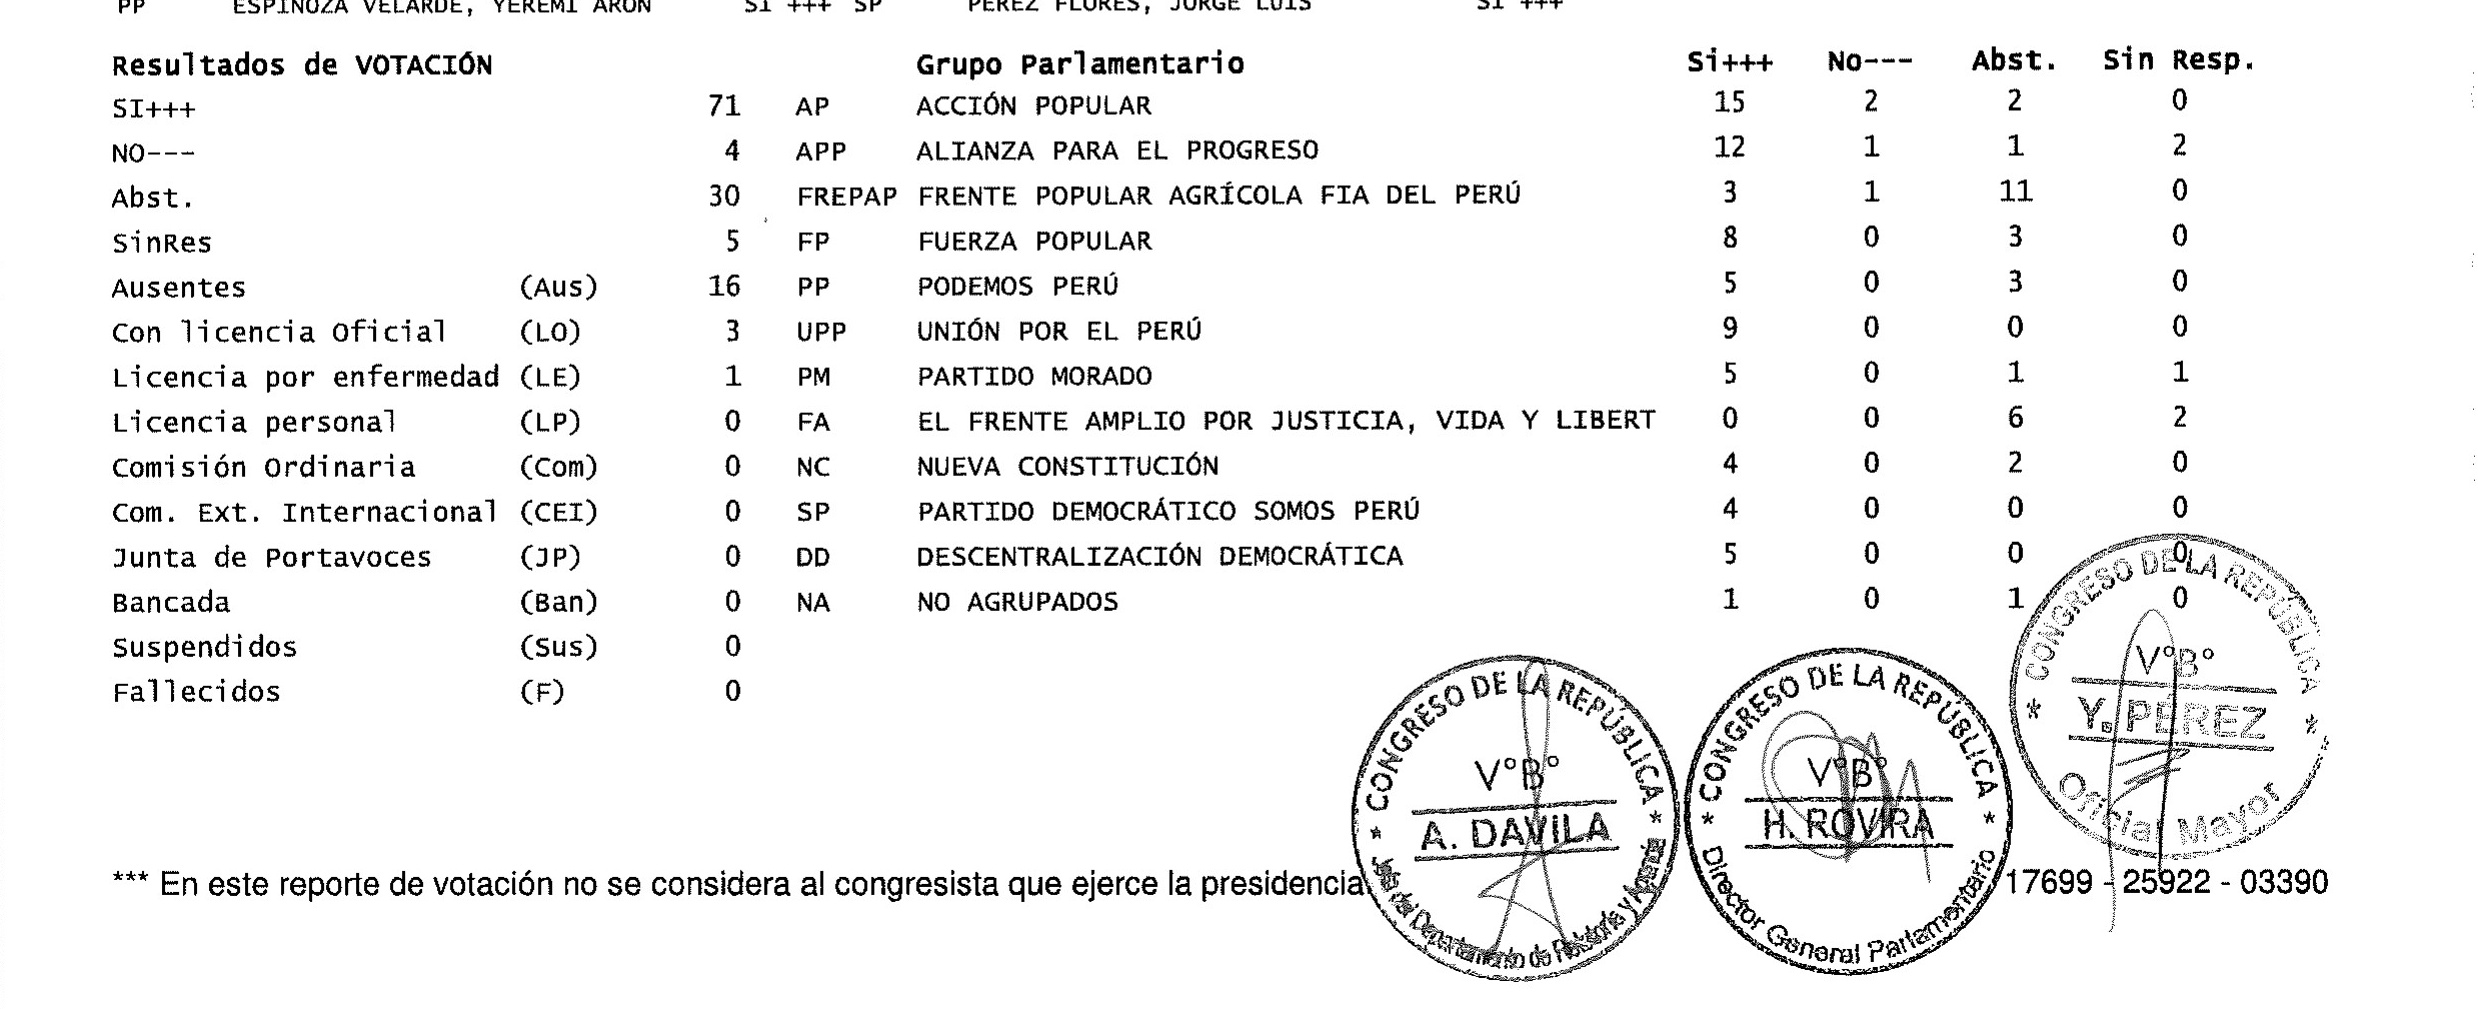 PP ESPINOZA VELARDE, YEREMI ARON SI +++ SP PEREZ FLORES, JORGE LUIS SI +++
Resultados de VOTACIÓN Grupo Parlamentario Si+++ No--- Abst. Sin Resp.
SI+++ 71 AP ACCIÓN POPULAR 15 2 2 0
NO--- 4 APP ALIANZA PARA EL PROGRESO 12 1 1 2
Abst. 30 FREPAP FRENTE POPULAR AGRÍCOLA FIA DEL PERÚ 3 1 11 0
SinRes 5 FP FUERZA POPULAR 8 0 3 0
Ausentes (Aus) 16 PP PODEMOS PERÚ 5 0 3 0
Con licencia Oficial (LO) 3 UPP UNIÓN POR EL PERÚ 9 0 0 0
Licencia por enfermedad (LE) 1 PM PARTIDO MORADO 5 0 1 1
Licencia personal (LP) 0 FA EL FRENTE AMPLIO POR JUSTICIA, VIDA Y LIBERT 0 0 6 2
Comisión Ordinaria (Com) 0 NC NUEVA CONSTITUCIÓN 4 0 2 0
Com. Ext. Internacional (CEI) 0 SP PARTIDO DEMOCRÁTICO SOMOS PERÚ 4 0 0 0
Junta de Portavoces (JP) 0 DD DESCENTRALIZACIÓN DEMOCRÁTICA 5 0 0 0
Bancada (Ban) 0 NA NO AGRUPADOS 1 0 1 0
Suspendidos (Sus) 0
Fallecidos (F) 0
* CONGRESO DE LA REPÚBLICA *
V°B°
A. DAVILA
Jefe del Departamento de Relatoría y Agenda
* CONGRESO DE LA REPÚBLICA *
V°B°
H. ROVIRA
Director General Parlamentario
* CONGRESO DE LA REPÚBLICA *
V°B°
Y. PÉREZ
Oficial Mayor
*** En este reporte de votación no se considera al congresista que ejerce la presidencia. 17699 - 25922 - 03390